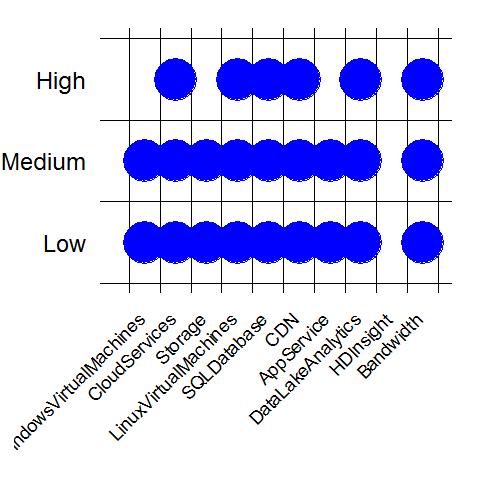 High
Medium
Low
ndowsVirtualMachines
CloudServices
Storage
LinuxVirtualMachines
SQLDatabase
CDN
AppService
DataLakeAnalytics
HDInsight
Bandwidth